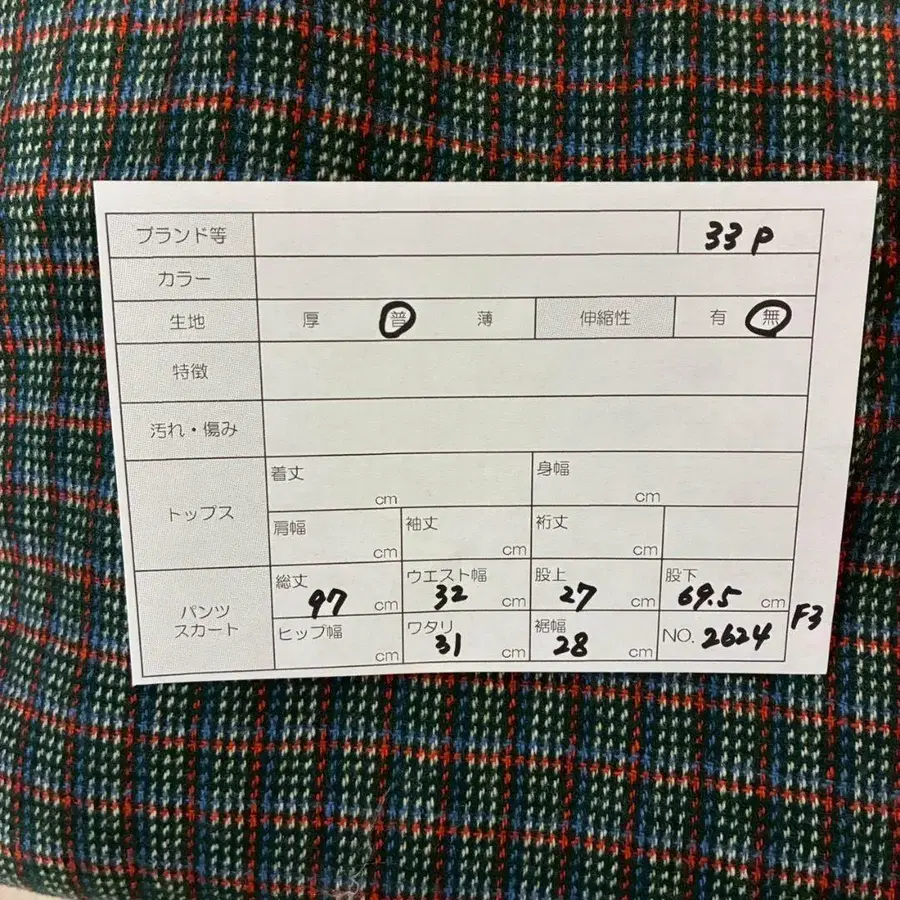 ブランド等 33 P
カラー
生地 厚 普 薄 伸縮性 有 無
特徴
汚れ・傷み
トップス
着丈 cm 身幅 cm
肩幅 cm 袖丈 cm 裄丈 cm
パンツ
スカート
総丈 97 cm ウエスト幅 32 cm 股上 27 cm 股下 69.5 cm
ヒップ幅 cm ワタリ 31 cm 裾幅 28 cm NO. 2624 F3